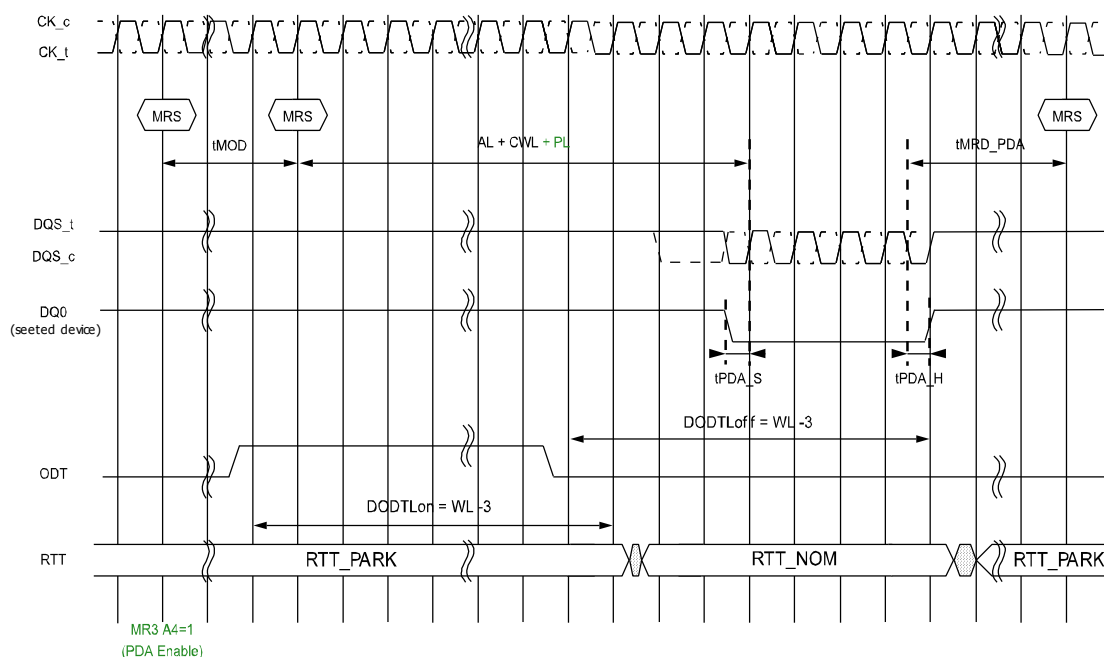 CK_c
CK_t
MRS
MRS
MRS
tMOD
AL + CWL + PL
tMRD_PDA
DQS_t
DQS_c
DQ0
(seeted device)
tPDA_S
tPDA_H
DODTLoff = WL -3
ODT
DODTLon = WL -3
RTT
RTT_PARK
RTT_NOM
RTT_PARK
MR3 A4=1
(PDA Enable)